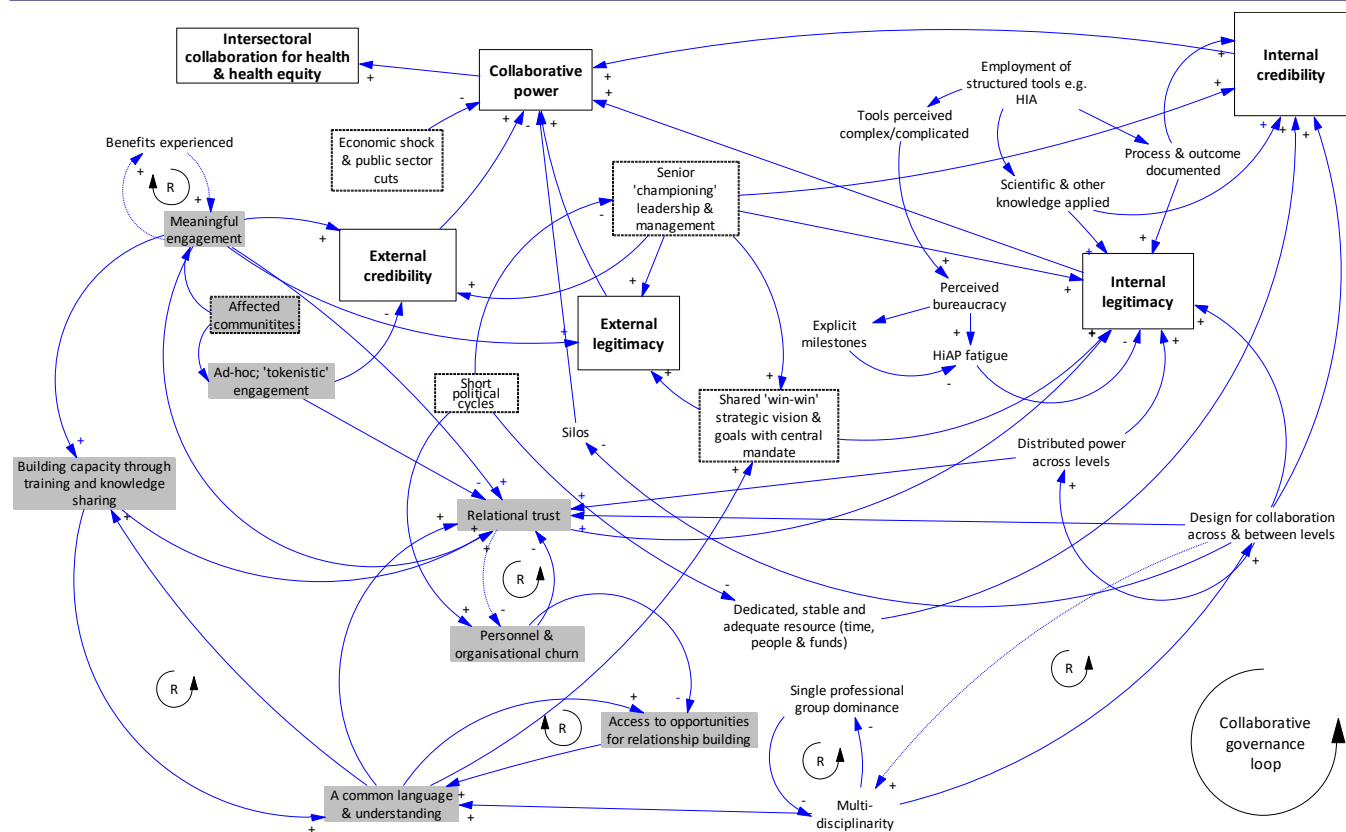 Intersectoral
collaboration for health
& health equity
+
Collaborative
power
Internal
credibility
Employment of
structured tools e.g.
HIA
Tools perceived
complex/complicated
Economic shock
& public sector
cuts
Benefits experienced
R
Process & outcome
documented
Senior
'championing'
leadership &
management
Scientific & other
knowledge applied
Meaningful
engagement
External
credibility
Internal
legitimacy
Affected
communitites
Perceived
bureaucracy
External
legitimacy
Explicit
milestones
HiAP fatigue
Ad-hoc; 'tokenistic'
engagement
Short
political
cycles
Shared 'win-win'
strategic vision &
goals with central
mandate
Silos
Distributed power
across levels
Building capacity through
training and knowledge
sharing
Relational trust
Design for collaboration
across & between levels
R
Dedicated, stable and
adequate resource (time,
people & funds)
Personnel &
organisational churn
R
R
Single professional
group dominance
Access to opportunities
for relationship building
R
R
Collaborative
governance
loop
A common language
& understanding
Multi-
disciplinarity